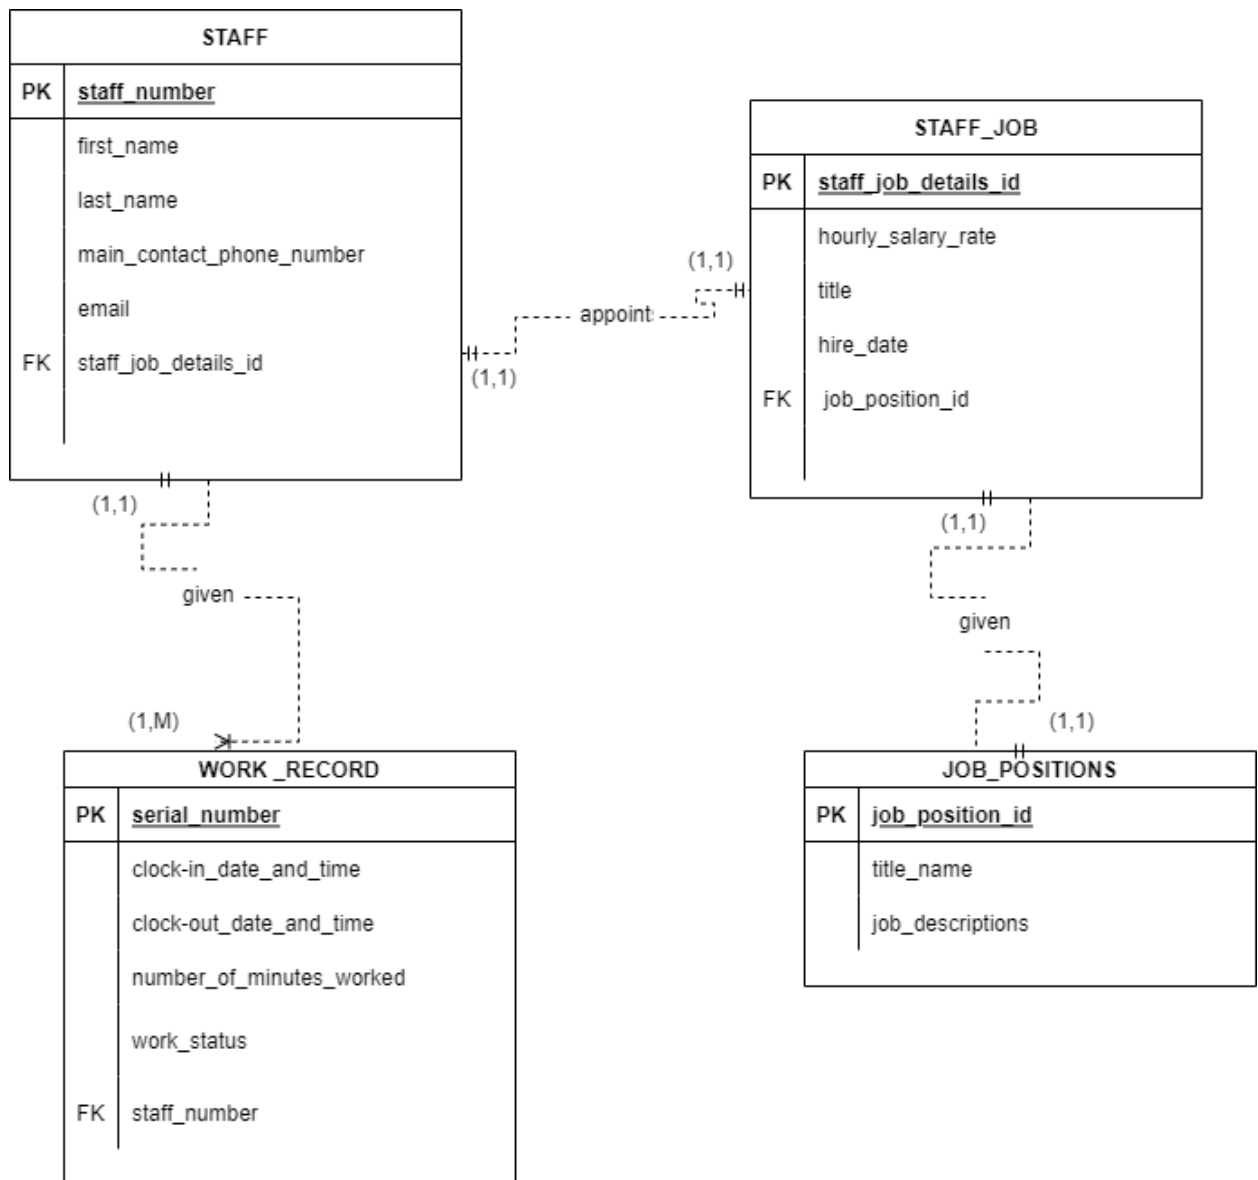 STAFF
PK staff_number
first_name
last_name
main_contact_phone_number
email
FK staff_job_details_id
STAFF_JOB
PK staff_job_details_id
hourly_salary_rate
title
hire_date
FK job_position_id
(1,1)
appoint
(1,1)
(1,1)
given
(1,M)
(1,1)
given
(1,1)
WORK _RECORD
PK serial_number
clock-in_date_and_time
clock-out_date_and_time
number_of_minutes_worked
work_status
FK staff_number
JOB_POSITIONS
PK job_position_id
title_name
job_descriptions